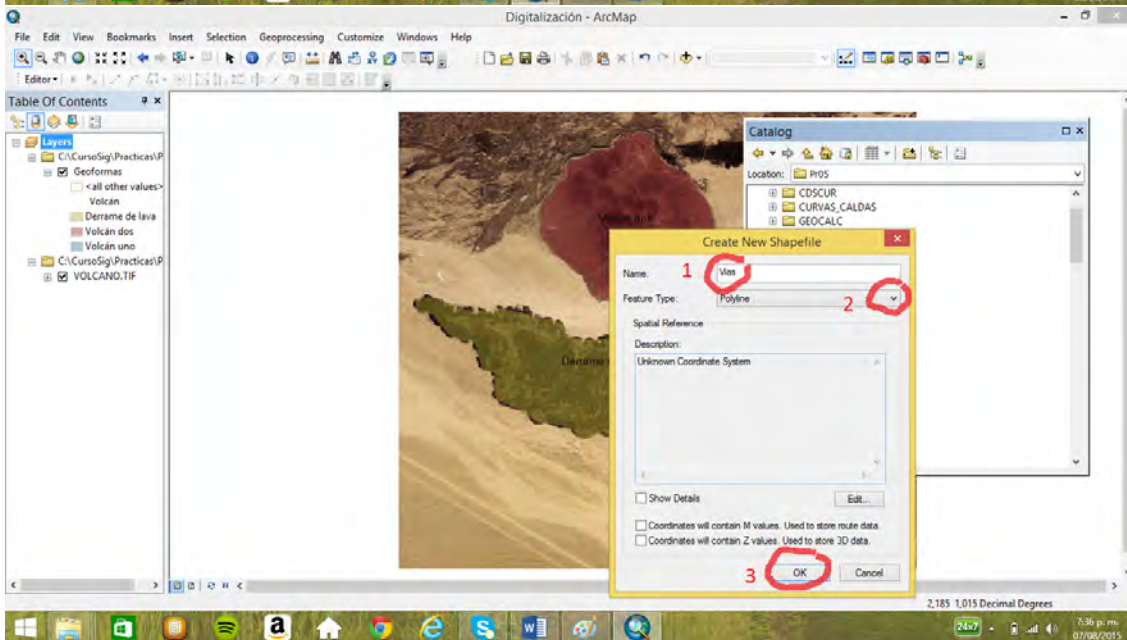 Digitalización - ArcMap
File Edit View Bookmarks Insert Selection Geoprocessing Customize Windows Help
Editor
Table Of Contents
Layers
C:\CursoSig\Practicas\P
Geoformas
<all other values>
Volcán
Derrame de lava
Volcán dos
Volcán uno
C:\CursoSig\Practicas\P
VOLCANO.TIF
Derrame
Catalog
Location: Pr05
CDSCUR
CURVAS_CALDAS
GEOCALC
Create New Shapefile
Name: 1 Vias
Feature Type: Polyline 2
Spatial Reference
Description:
Unknown Coordinate System
Show Details
Edit...
Coordinates will contain M values. Used to store route data.
Coordinates will contain Z values. Used to store 3D data.
3 OK Cancel
2,185 1,015 Decimal Degrees
24x7
7:36 p. m.
07/08/2015